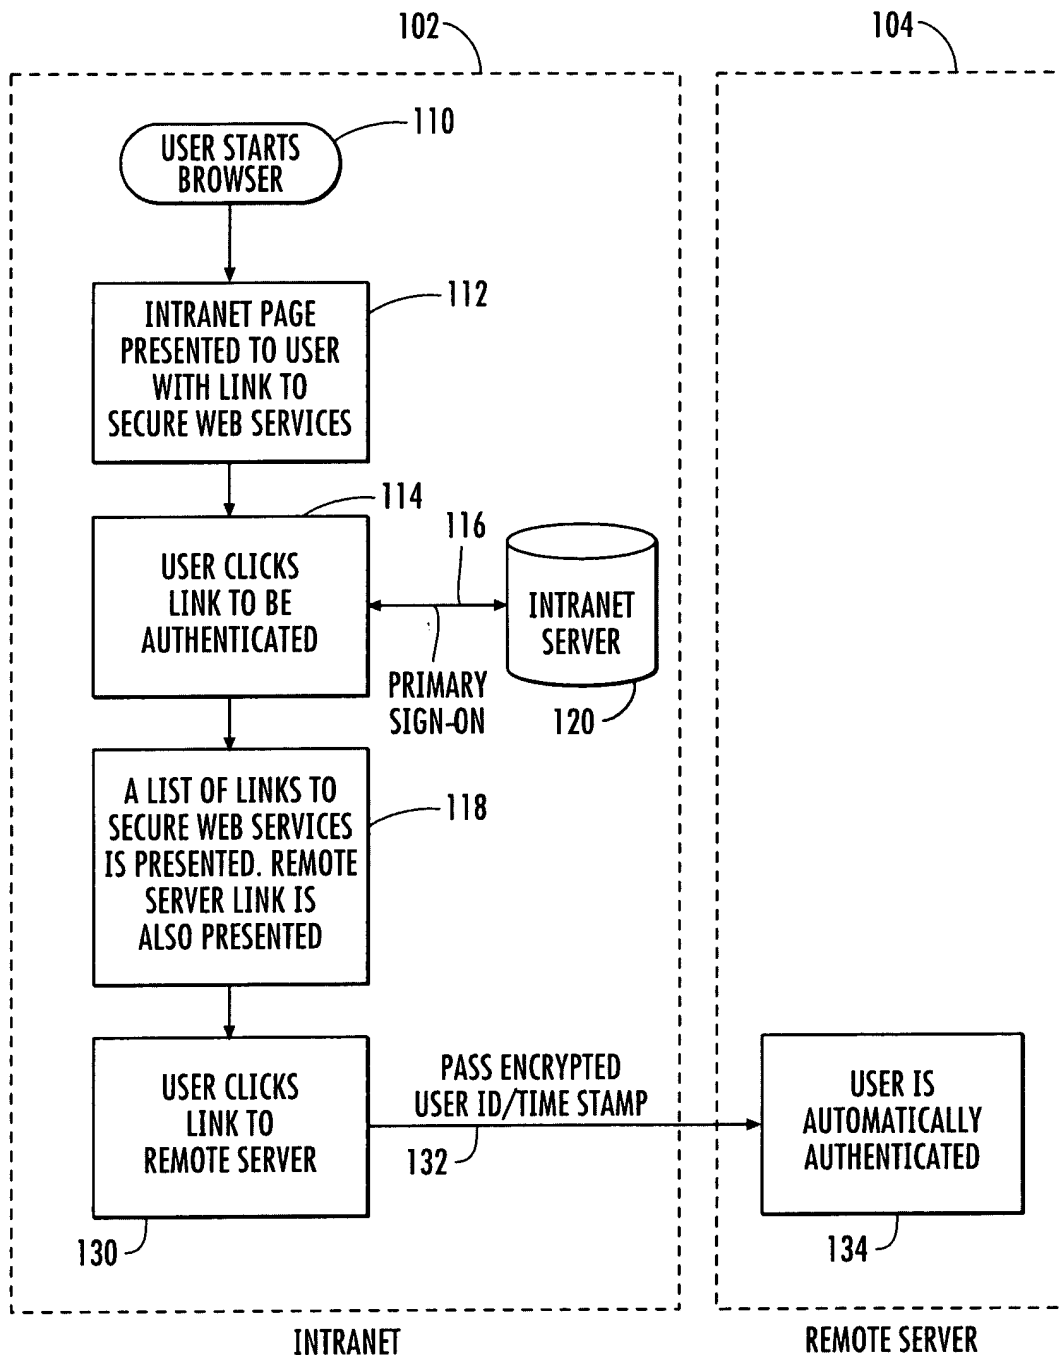 102
104
110
USER STARTS
BROWSER
112
INTRANET PAGE
PRESENTED TO USER
WITH LINK TO
SECURE WEB SERVICES
114
116
USER CLICKS
LINK TO BE
AUTHENTICATED
INTRANET
SERVER
PRIMARY
SIGN-ON
120
A LIST OF LINKS TO
SECURE WEB SERVICES
IS PRESENTED. REMOTE
SERVER LINK IS
ALSO PRESENTED
118
USER CLICKS
LINK TO
REMOTE SERVER
PASS ENCRYPTED
USER ID/TIME STAMP
132
USER IS
AUTOMATICALLY
AUTHENTICATED
130
134
INTRANET
REMOTE SERVER